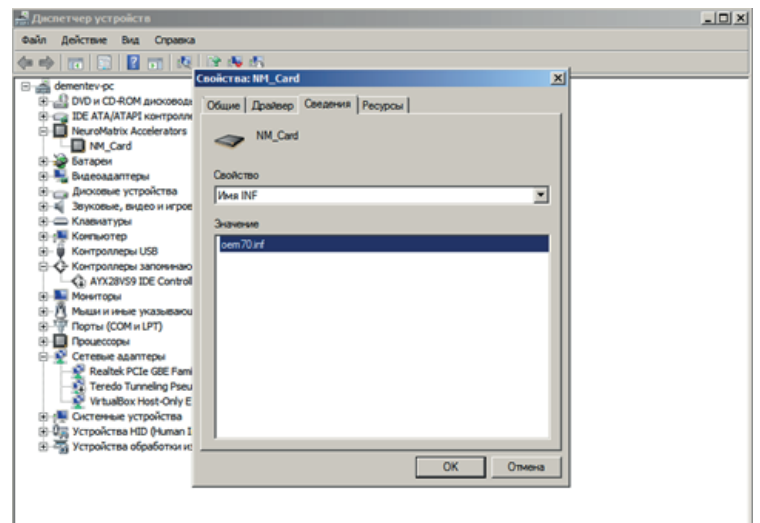 Диспетчер устройств
Файл Действие Вид Справка
dementev-pc
DVD и CD-ROM дисководы
IDE ATA/ATAPI контролле
NeuroMatrix Accelerators
NM_Card
Батареи
Видеоадаптеры
Дисковые устройства
Звуковые, видео и игрове
Клавиатуры
Компьютер
Контроллеры USB
Контроллеры запоминаю
AYX28VS9 IDE Control
Мониторы
Мыши и иные указываю
Порты (COM и LPT)
Процессоры
Сетевые адаптеры
Realtek PCIe GBE Fami
Teredo Tunneling Pseu
VirtualBox Host-Only E
Системные устройства
Устройства HID (Human I
Устройства обработки из
Свойства: NM_Card
Общие Драйвер Сведения Ресурсы
NM_Card
Свойство
Имя INF
Значение
oem70.inf
OK Отмена